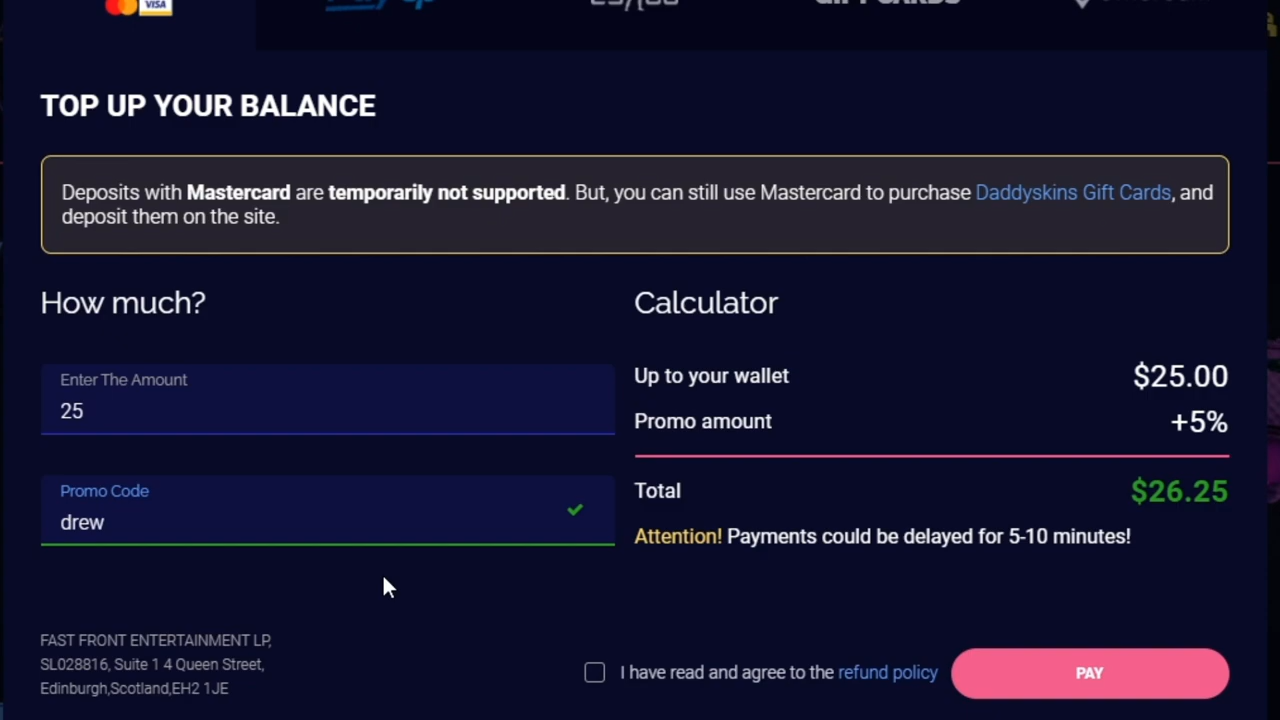 VISA
GIFT CARDS
TOP UP YOUR BALANCE
Deposits with Mastercard are temporarily not supported. But, you can still use Mastercard to purchase Daddyskins Gift Cards, and
deposit them on the site.
How much?
Calculator
Enter The Amount
25
Up to your wallet
$25.00
Promo amount
+5%
Promo Code
drew
Total
$26.25
Attention! Payments could be delayed for 5-10 minutes!
FAST FRONT ENTERTAINMENT LP,
SL028816, Suite 1 4 Queen Street,
Edinburgh,Scotland,EH2 1JE
I have read and agree to the refund policy
PAY